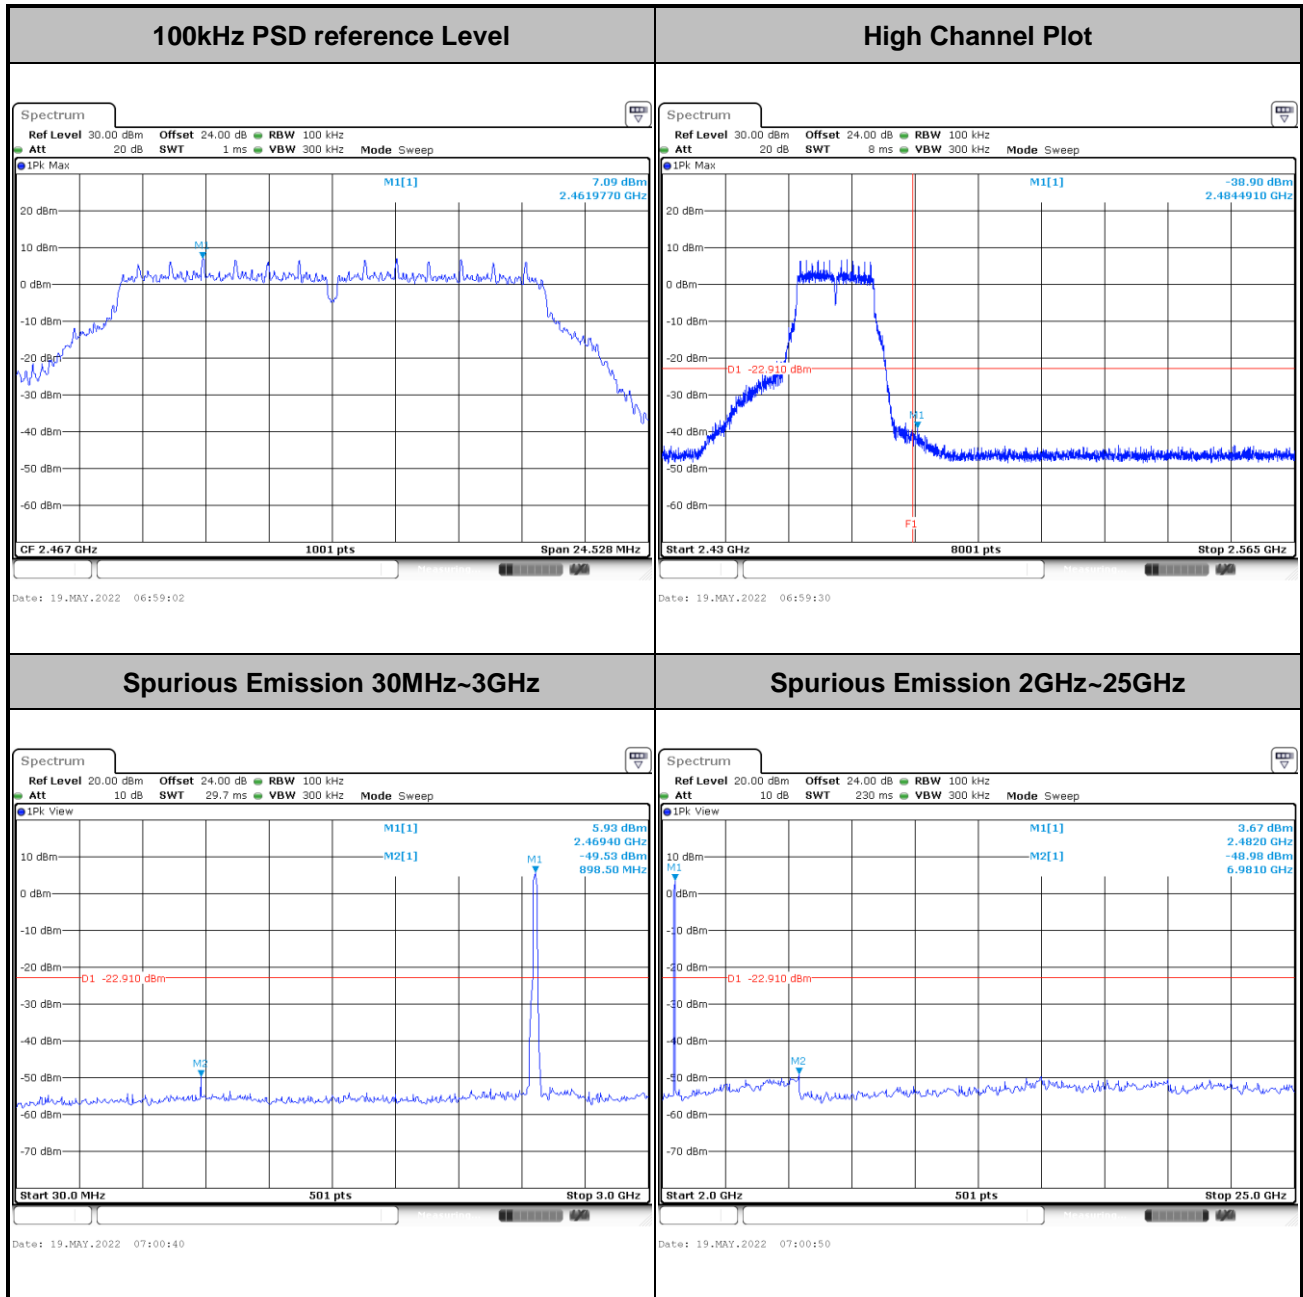 100kHz PSD reference Level
High Channel Plot
Spectrum
Ref Level 30.00 dBm Offset 24.00 dB RBW 100 kHz
Att 20 dB SWT 1 ms VBW 300 kHz Mode Sweep
1Pk Max
M1[1] 7.09 dBm
2.4619770 GHz
20 dBm
M1
10 dBm
0 dBm
-10 dBm
-20 dBm
-30 dBm
-40 dBm
-50 dBm
-60 dBm
CF 2.467 GHz 1001 pts Span 24.528 MHz
Date: 19.MAY.2022 06:59:02
Spectrum
Ref Level 30.00 dBm Offset 24.00 dB RBW 100 kHz
Att 20 dB SWT 8 ms VBW 300 kHz Mode Sweep
1Pk Max
M1[1] -38.90 dBm
2.4844910 GHz
20 dBm
10 dBm
0 dBm
-10 dBm
-20 dBm
D1 -22.910 dBm
-30 dBm
M1
-40 dBm
-50 dBm
-60 dBm
F1
Start 2.43 GHz 8001 pts Stop 2.565 GHz
Date: 19.MAY.2022 06:59:30
Spurious Emission 30MHz~3GHz
Spurious Emission 2GHz~25GHz
Spectrum
Ref Level 20.00 dBm Offset 24.00 dB RBW 100 kHz
Att 10 dB SWT 29.7 ms VBW 300 kHz Mode Sweep
1Pk View
M1[1] 5.93 dBm
2.46940 GHz
M2[1] -49.53 dBm
898.50 MHz
10 dBm
M1
0 dBm
-10 dBm
-20 dBm
D1 -22.910 dBm
-30 dBm
-40 dBm
M2
-50 dBm
-60 dBm
-70 dBm
Start 30.0 MHz 501 pts Stop 3.0 GHz
Date: 19.MAY.2022 07:00:40
Spectrum
Ref Level 20.00 dBm Offset 24.00 dB RBW 100 kHz
Att 10 dB SWT 230 ms VBW 300 kHz Mode Sweep
1Pk View
M1[1] 3.67 dBm
2.4820 GHz
M2[1] -48.98 dBm
6.9810 GHz
10 dBm
M1
0 dBm
-10 dBm
-20 dBm
D1 -22.910 dBm
-30 dBm
-40 dBm
M2
-50 dBm
-60 dBm
-70 dBm
Start 2.0 GHz 501 pts Stop 25.0 GHz
Date: 19.MAY.2022 07:00:50